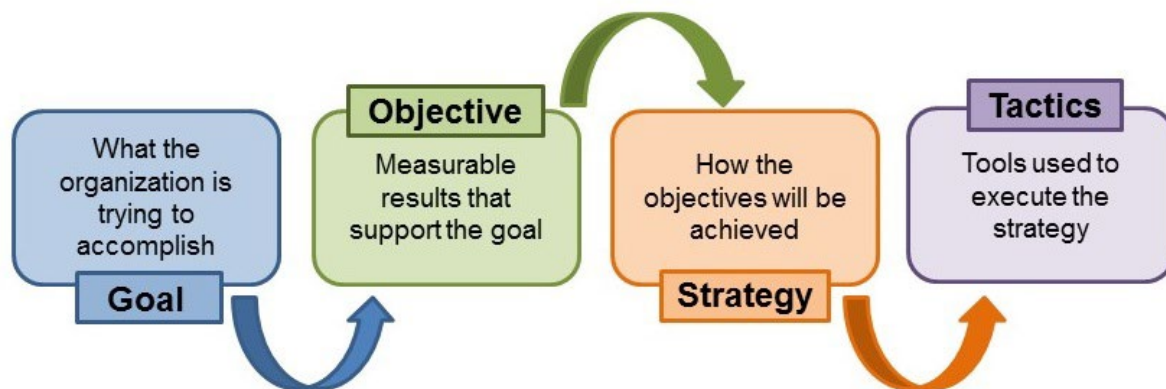 What the
organization is
trying to
accomplish
Goal
Objective
Measurable
results that
support the goal
How the
objectives will be
achieved
Strategy
Tactics
Tools used to
execute the
strategy